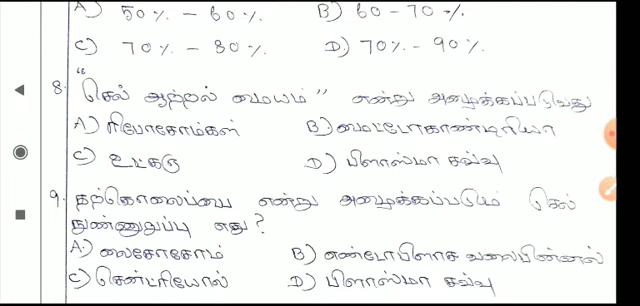 A) 50% - 60% B) 60 - 70%
C) 70% - 80% D) 70% - 90%
8. "செல் ஆற்றல் மையம்" என்று அழைக்கப்படுவது
A) ரிபோசோம்கள் B) மைட்டோகாண்டிரியா
C) உட்கரு D) பிளாஸ்மா சவ்வு
9. தற்கொலைப்பை என்று அழைக்கப்படும் செல்
நுண்ணுறுப்பு எது?
A) லைசோசோம் B) எண்டோபிளாச வலைபின்னல்
C) சென்ட்ரியோல் D) பிளாஸ்மா சவ்வு